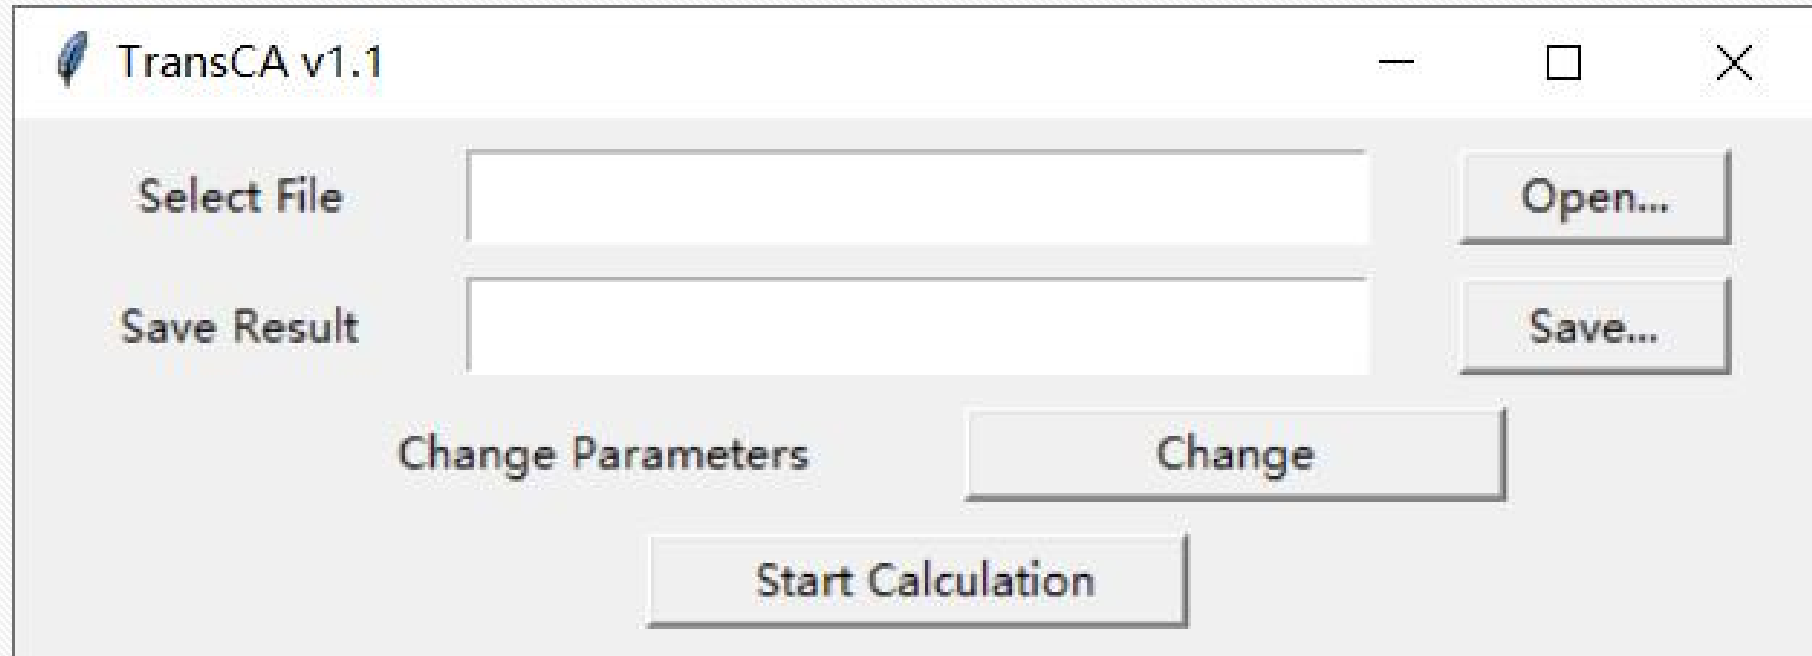 TransCA v1.1
Select File
Open...
Save Result
Save...
Change Parameters
Change
Start Calculation